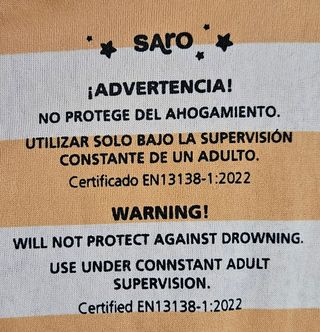 SArO
¡ADVERTENCIA!
NO PROTEGE DEL AHOGAMIENTO.
UTILIZAR SOLO BAJO LA SUPERVISIÓN
CONSTANTE DE UN ADULTO.
Certificado EN13138-1:2022
WARNING!
WILL NOT PROTECT AGAINST DROWNING.
USE UNDER CONNSTANT ADULT
SUPERVISION.
Certified EN13138-1:2022